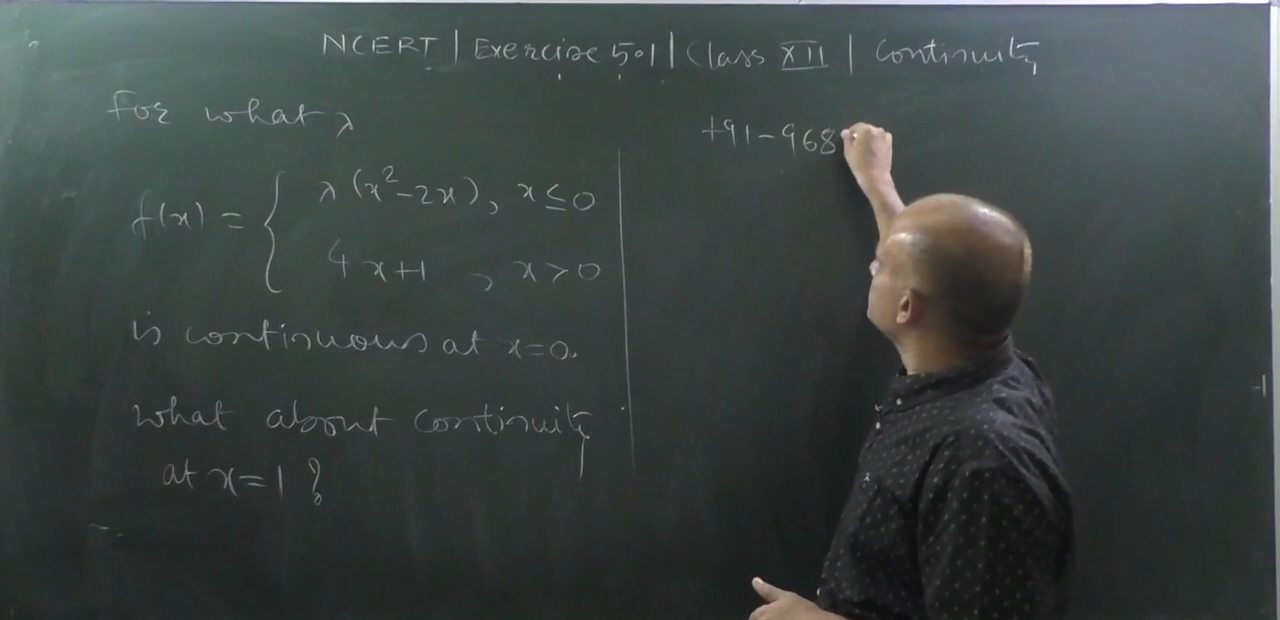 NCERT | Exercise 5.1 | Class XII | Continuity
For what λ
f(x) = { λ(x²-2x), x≤0
4x+1 , x>0
is continuous at x=0.
What about continuity
at x=1 ?
+91-968